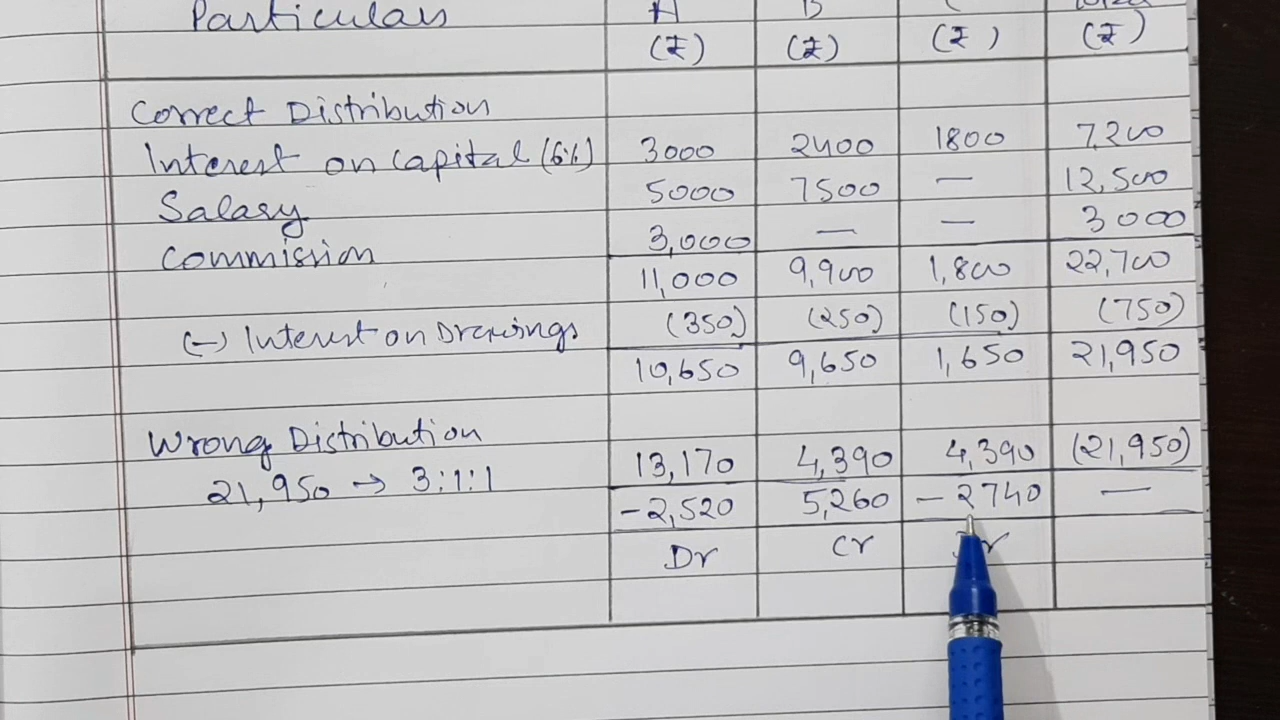 Particulars A B
(₹) (₹) (₹) (₹)
Correct Distribution
Interest on Capital (6%) 3000 2400 1800 7,200
Salary 5000 7500 — 12,500
Commission 3,000 — — 3000
11,000 9,900 1,800 22,700
(-) Interest on Drawings (350) (250) (150) (750)
10,650 9,650 1,650 21,950
Wrong Distribution
21,950 → 3:1:1 13,170 4,390 4,390 (21,950)
-2,520 5,260 -2740 —
Dr Cr